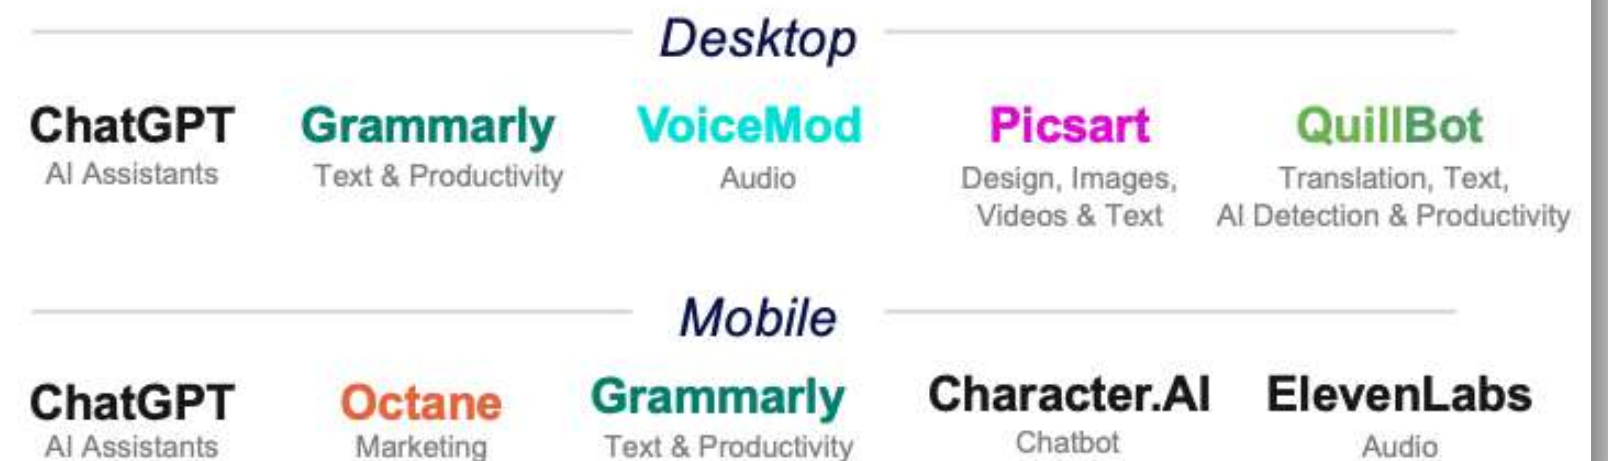 Desktop
ChatGPT Grammarly VoiceMod Picsart QuillBot
AI Assistants Text & Productivity Audio Design, Images, Translation, Text,
Videos & Text AI Detection & Productivity
Mobile
ChatGPT Octane Grammarly Character.AI ElevenLabs
AI Assistants Marketing Text & Productivity Chatbot Audio